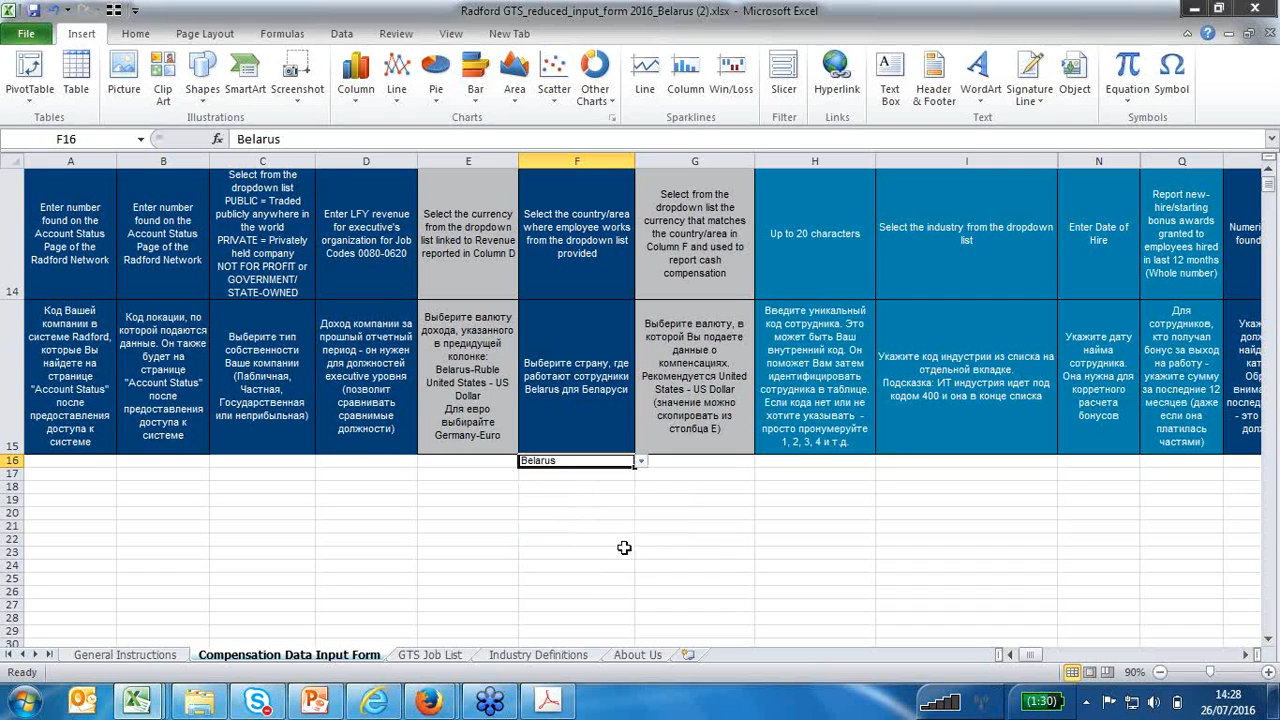 Radford GTS_reduced_input_form 2016_Belarus (2).xlsx - Microsoft Excel
File Insert Home Page Layout Formulas Data Review View New Tab
PivotTable Table Picture Clip Art Shapes SmartArt Screenshot Column Line Pie Bar Area Scatter Other Charts Line Column Win/Loss Slicer Hyperlink Text Box Header & Footer WordArt Signature Line Object Equation Symbol
Tables Illustrations Charts Sparklines Filter Links Text Symbols
F16 fx Belarus
A B C D E F G H I N Q
14
Enter number
found on the
Account Status
Page of the
Radford Network
Enter number
found on the
Account Status
Page of the
Radford Network
Select from the
dropdown list
PUBLIC = Traded
publicly anywhere in
the world
PRIVATE = Privately
held company
NOT FOR PROFIT or
GOVERNMENT/
STATE-OWNED
Enter LFY revenue
for executive's
organization for Job
Codes 0080-0620
Select the currency
from the dropdown
list linked to Revenue
reported in Column D
Select the country/area
where employee works
from the dropdown list
provided
Select from the
dropdown list the
currency that matches
the country/area in
Column F and used to
report cash
compensation
Up to 20 characters
Select the industry from the dropdown
list
Enter Date of
Hire
Report new-
hire/starting
bonus awards
granted to
employees hired
in last 12 months
(Whole number)
Numeri
found
15
Код Вашей
компании в
системе Radford,
которые Вы
найдете на
странице
"Account Status"
после
предоставления
доступа к
системе
Код локации, по
которой подаются
данные. Он также
будет на
странице
"Account Status"
после
предоставления
доступа к
системе
Выберите тип
собственности
Ваше компании
(Пабличная,
Частная,
Государственная
или неприбыльная)
Доход компании за
прошлый отчетный
период - он нужен
для должностей
executive уровня
(позволит
сравнивать
сравнимые
должности)
Выберите валюту
дохода, указанного
в предидущей
колонке:
Belarus-Ruble
United States - US
Dollar
Для евро
выбирайте
Germany-Euro
Выберите страну, где
работают сотрудники
Belarus для Беларуси
Выберите валюту, в
которой Вы подаете
данные о
компенсациях.
Рекомендуется United
States - US Dollar
(значение можно
скопировать из
столбца E)
Введите уникальный
код сотрудника. Это
может быть Ваш
внутренний код. Он
поможет Вам затем
идентифицировать
сотрудника в таблице.
Если кода нет или не
хотите указывать -
просто пронумеруйте
1, 2, 3, 4 и т.д.
Укажите код индустрии из списка на
отдельной вкладке.
Подсказка: ИТ индустрия идет под
кодом 400 и она в конце списка
Укажите дату
найма
сотрудника.
Она нужна для
корретного
расчета
бонусов
Для
сотрудников,
кто получал
бонус за выход
на работу -
укажите сумму
за последние 12
месяцев (даже
если она
платилась
частями)
16 Belarus
17
18
19
20
21
22
23
24
25
26
27
28
29
30
General Instructions Compensation Data Input Form GTS Job List Industry Definitions About Us
Ready 90%
(1:30) 14:28
26/07/2016